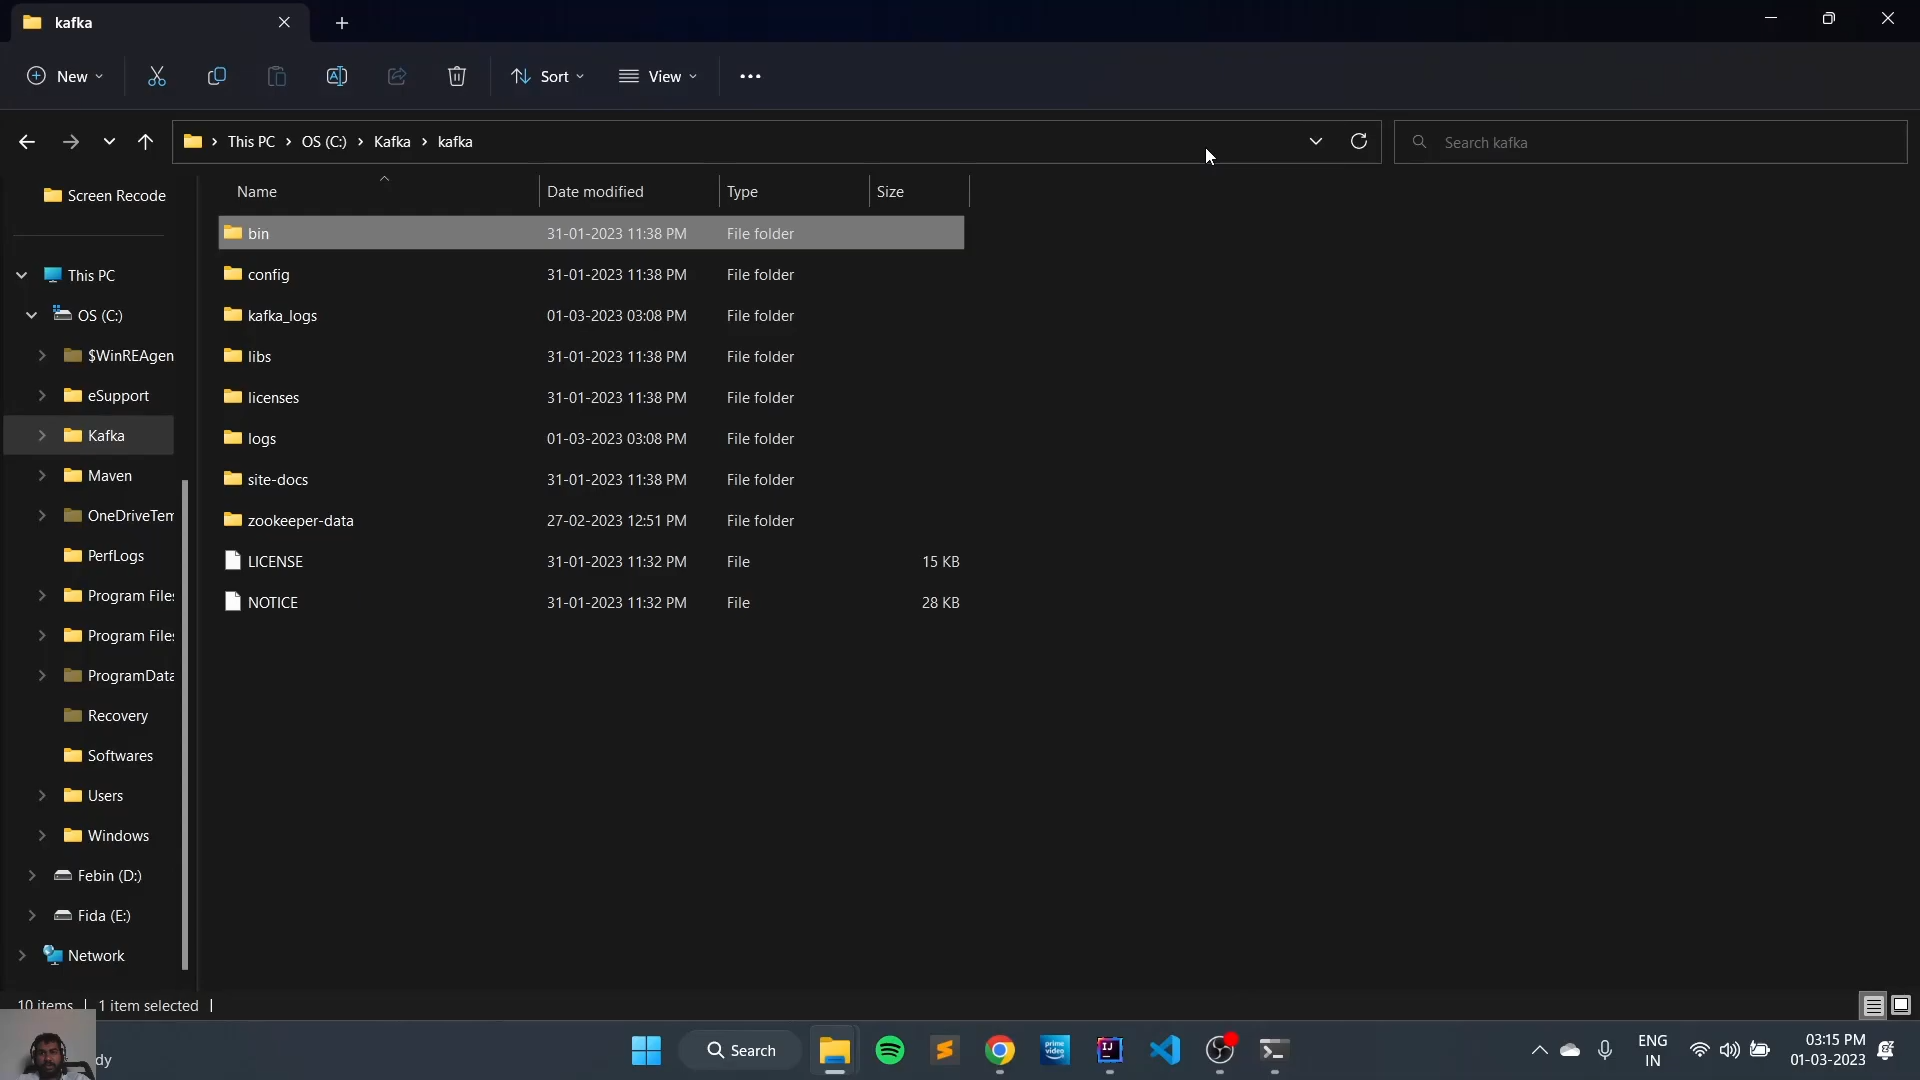 kafka
New
Sort
View
This PC
OS (C:)
Kafka
kafka
Search kafka
Name
Date modified
Type
Size
Screen Recode
This PC
OS (C:)
$WinREAgen
eSupport
Kafka
Maven
OneDriveTem
PerfLogs
Program Files
Program Files
ProgramData
Recovery
Softwares
Users
Windows
Febin (D:)
Fida (E:)
Network
bin 31-01-2023 11:38 PM File folder
config 31-01-2023 11:38 PM File folder
kafka_logs 01-03-2023 03:08 PM File folder
libs 31-01-2023 11:38 PM File folder
licenses 31-01-2023 11:38 PM File folder
logs 01-03-2023 03:08 PM File folder
site-docs 31-01-2023 11:38 PM File folder
zookeeper-data 27-02-2023 12:51 PM File folder
LICENSE 31-01-2023 11:32 PM File 15 KB
NOTICE 31-01-2023 11:32 PM File 28 KB
10 items
1 item selected
dy
Search
prime video
IJ
ENG
IN
03:15 PM
01-03-2023